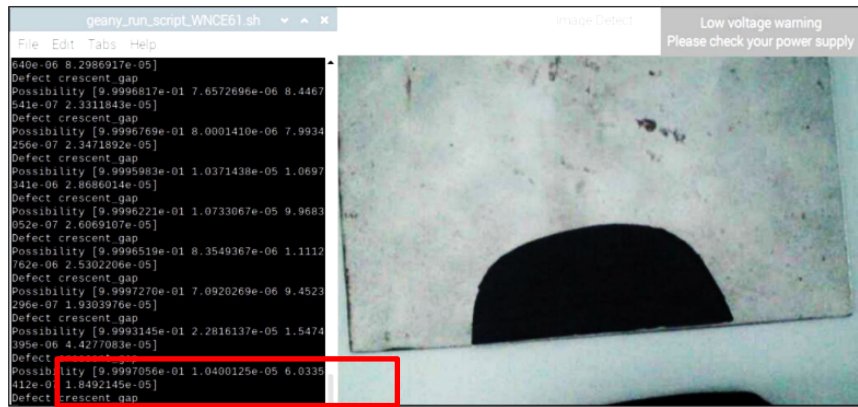 geany_run_script_WNCE61.sh
File Edit Tabs Help
640e-06 8.2986917e-05]
Defect crescent_gap
Possibility [9.9996817e-01 7.6572696e-06 8.4467
541e-07 2.3311843e-05]
Defect crescent_gap
Possibility [9.9996769e-01 8.0001410e-06 7.9934
256e-07 2.3471892e-05]
Defect crescent_gap
Possibility [9.9995983e-01 1.0371438e-05 1.0697
341e-06 2.8686014e-05]
Defect crescent_gap
Possibility [9.9996221e-01 1.0733067e-05 9.9683
052e-07 2.6069107e-05]
Defect crescent_gap
Possibility [9.9996519e-01 8.3549367e-06 1.1112
762e-06 2.5302206e-05]
Defect crescent_gap
Possibility [9.9997270e-01 7.0920269e-06 9.4523
296e-07 1.9303976e-05]
Defect crescent_gap
Possibility [9.9993145e-01 2.2816137e-05 1.5474
395e-06 4.4277083e-05]
Defect crescent_gap
Possibility [9.9997056e-01 1.0400125e-05 6.0335
412e-07 1.8492145e-05]
Defect crescent_gap
Image Detect
Low voltage warning
Please check your power supply